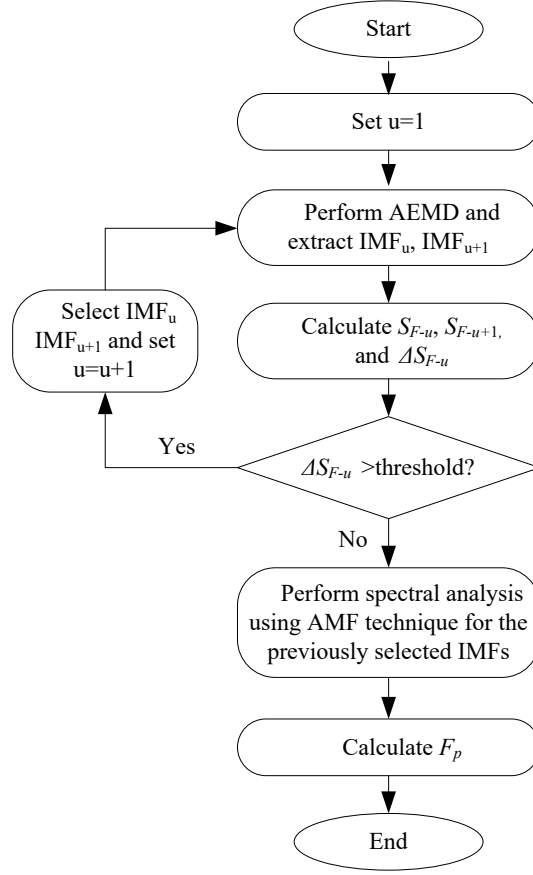 Start
Set u=1
Perform AEMD and
extract IMFu, IMFu+1
Select IMFu
IMFu+1 and set
u=u+1
Calculate SF-u, SF-u+1,
and ΔSF-u
Yes
ΔSF-u >threshold?
No
Perform spectral analysis
using AMF technique for the
previously selected IMFs
Calculate Fp
End